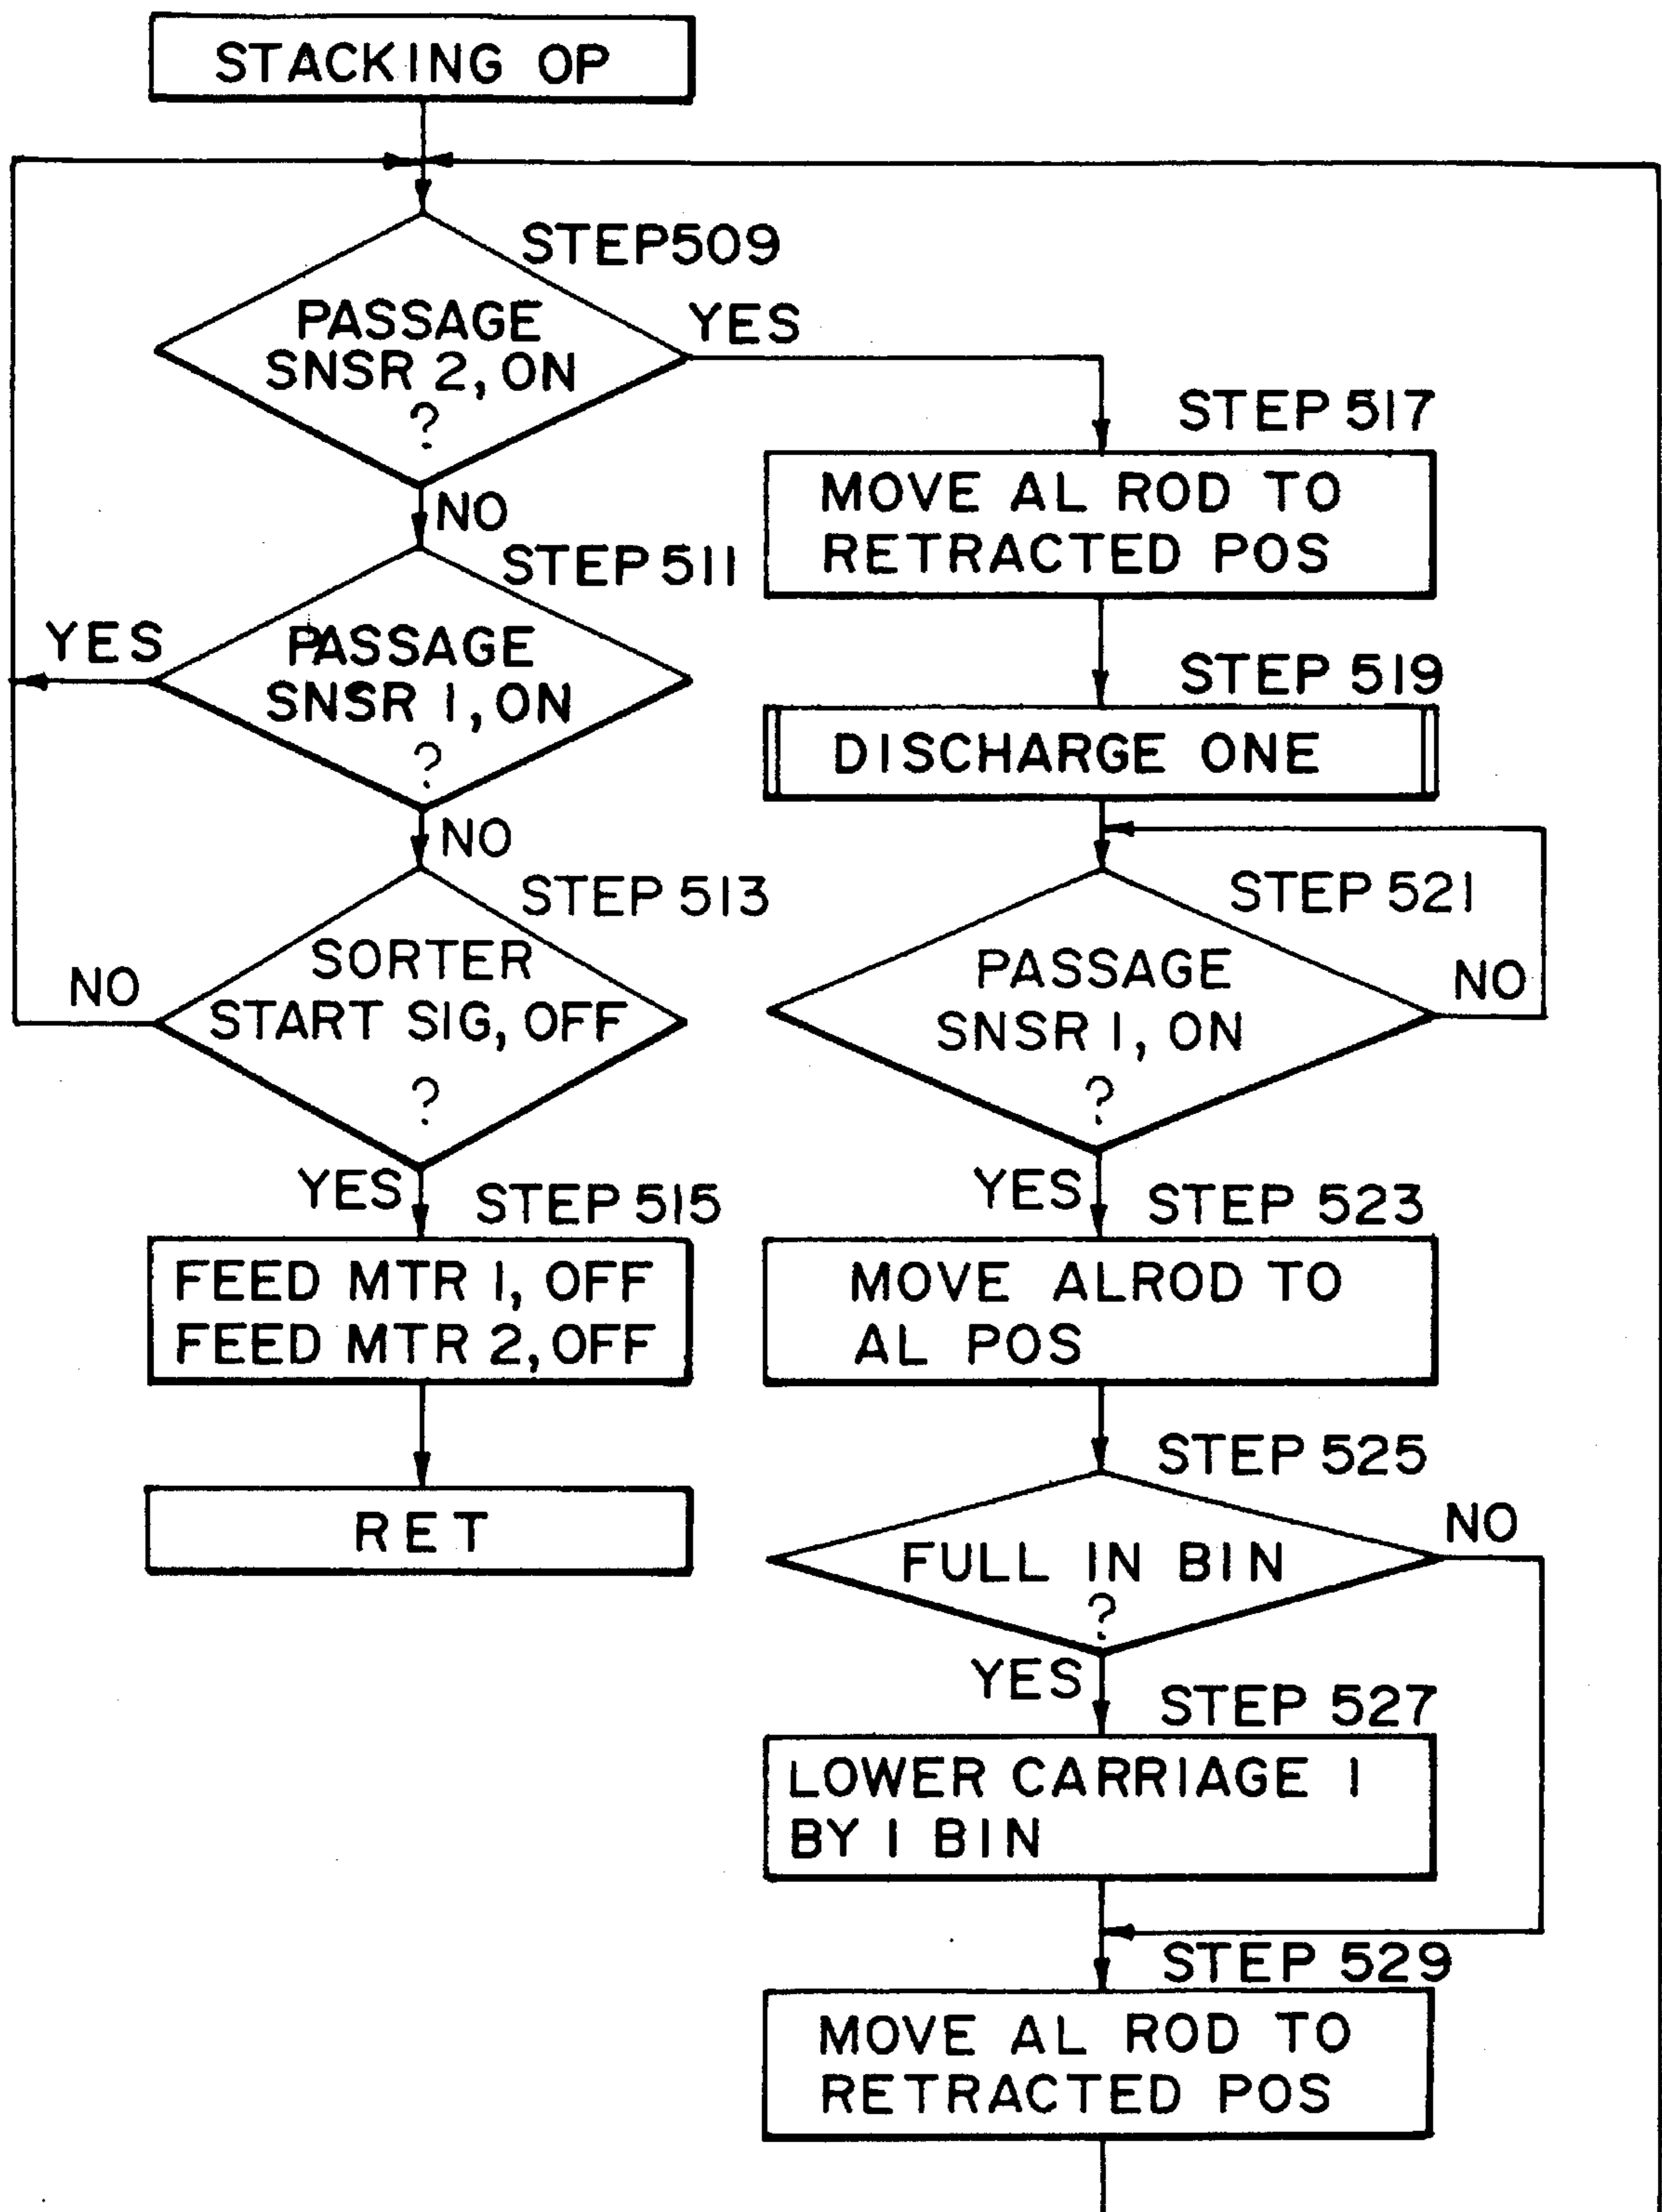 STACKING OP
STEP509
PASSAGE
SNSR 2, ON
?
YES
NO
STEP 511
PASSAGE
SNSR 1, ON
?
YES
NO
STEP 513
SORTER
START SIG, OFF
?
NO
YES
STEP 515
FEED MTR 1, OFF
FEED MTR 2, OFF
RET
STEP 517
MOVE AL ROD TO
RETRACTED POS
STEP 519
DISCHARGE ONE
STEP 521
PASSAGE
SNSR 1, ON
?
NO
YES
STEP 523
MOVE ALROD TO
AL POS
STEP 525
FULL IN BIN
?
NO
YES
STEP 527
LOWER CARRIAGE 1
BY 1 BIN
STEP 529
MOVE AL ROD TO
RETRACTED POS